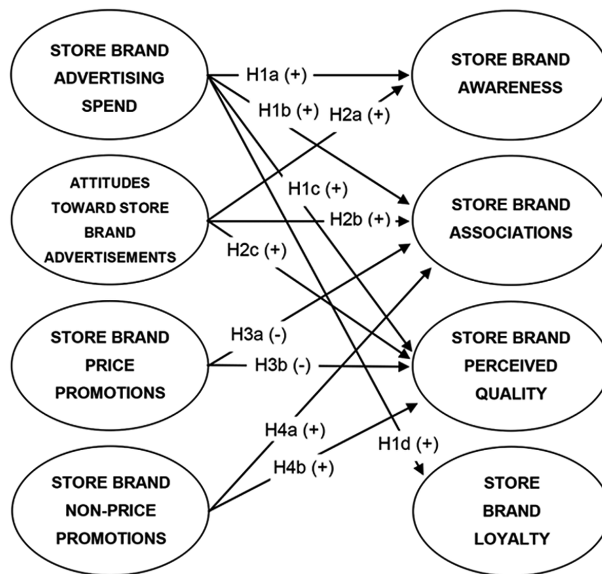 STORE BRAND
ADVERTISING
SPEND
STORE BRAND
AWARENESS
H1a (+)
H2a (+)
H1b (+)
H1c (+)
ATTITUDES
TOWARD STORE
BRAND
ADVERTISEMENTS
STORE BRAND
ASSOCIATIONS
H2b (+)
H2c (+)
STORE BRAND
PRICE
PROMOTIONS
STORE BRAND
PERCEIVED
QUALITY
H3a (-)
H3b (-)
H4a (+)
H1d (+)
H4b (+)
STORE BRAND
NON-PRICE
PROMOTIONS
STORE
BRAND
LOYALTY